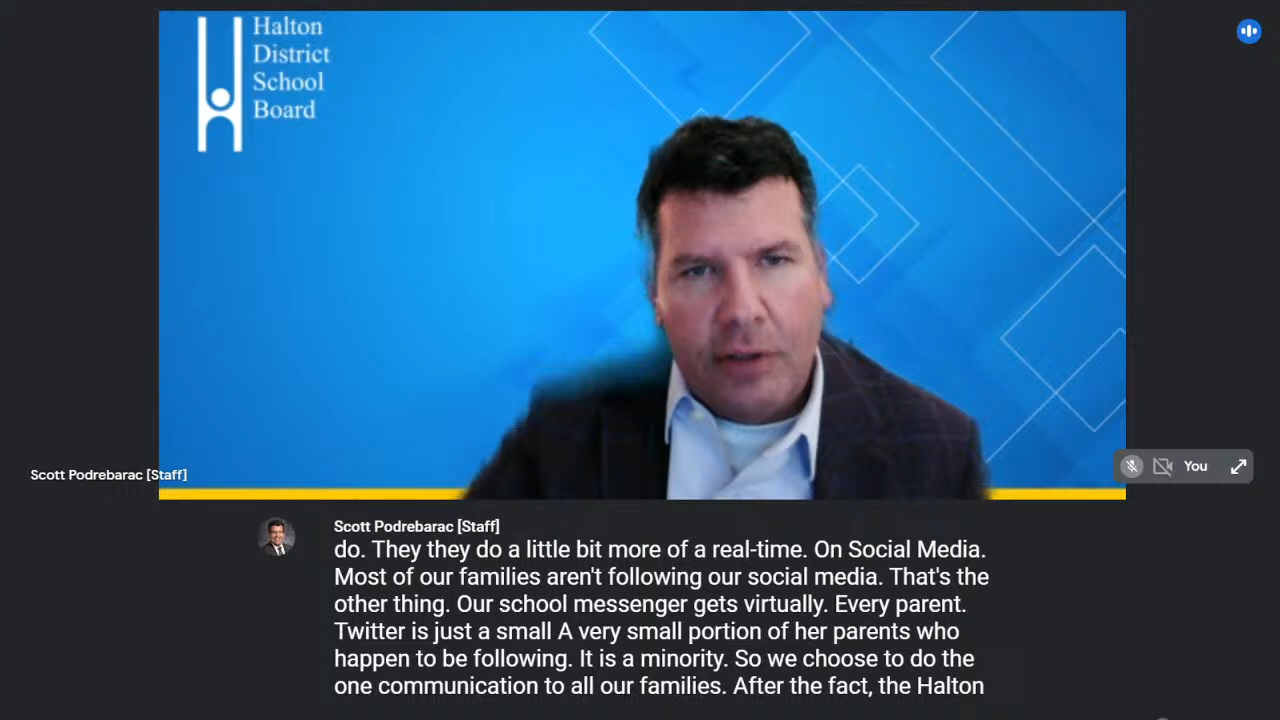 Halton
District
School
Board
Scott Podrebarac [Staff]
You
Scott Podrebarac [Staff]
do. They they do a little bit more of a real-time. On Social Media.
Most of our families aren't following our social media. That's the
other thing. Our school messenger gets virtually. Every parent.
Twitter is just a small A very small portion of her parents who
happen to be following. It is a minority. So we choose to do the
one communication to all our families. After the fact, the Halton